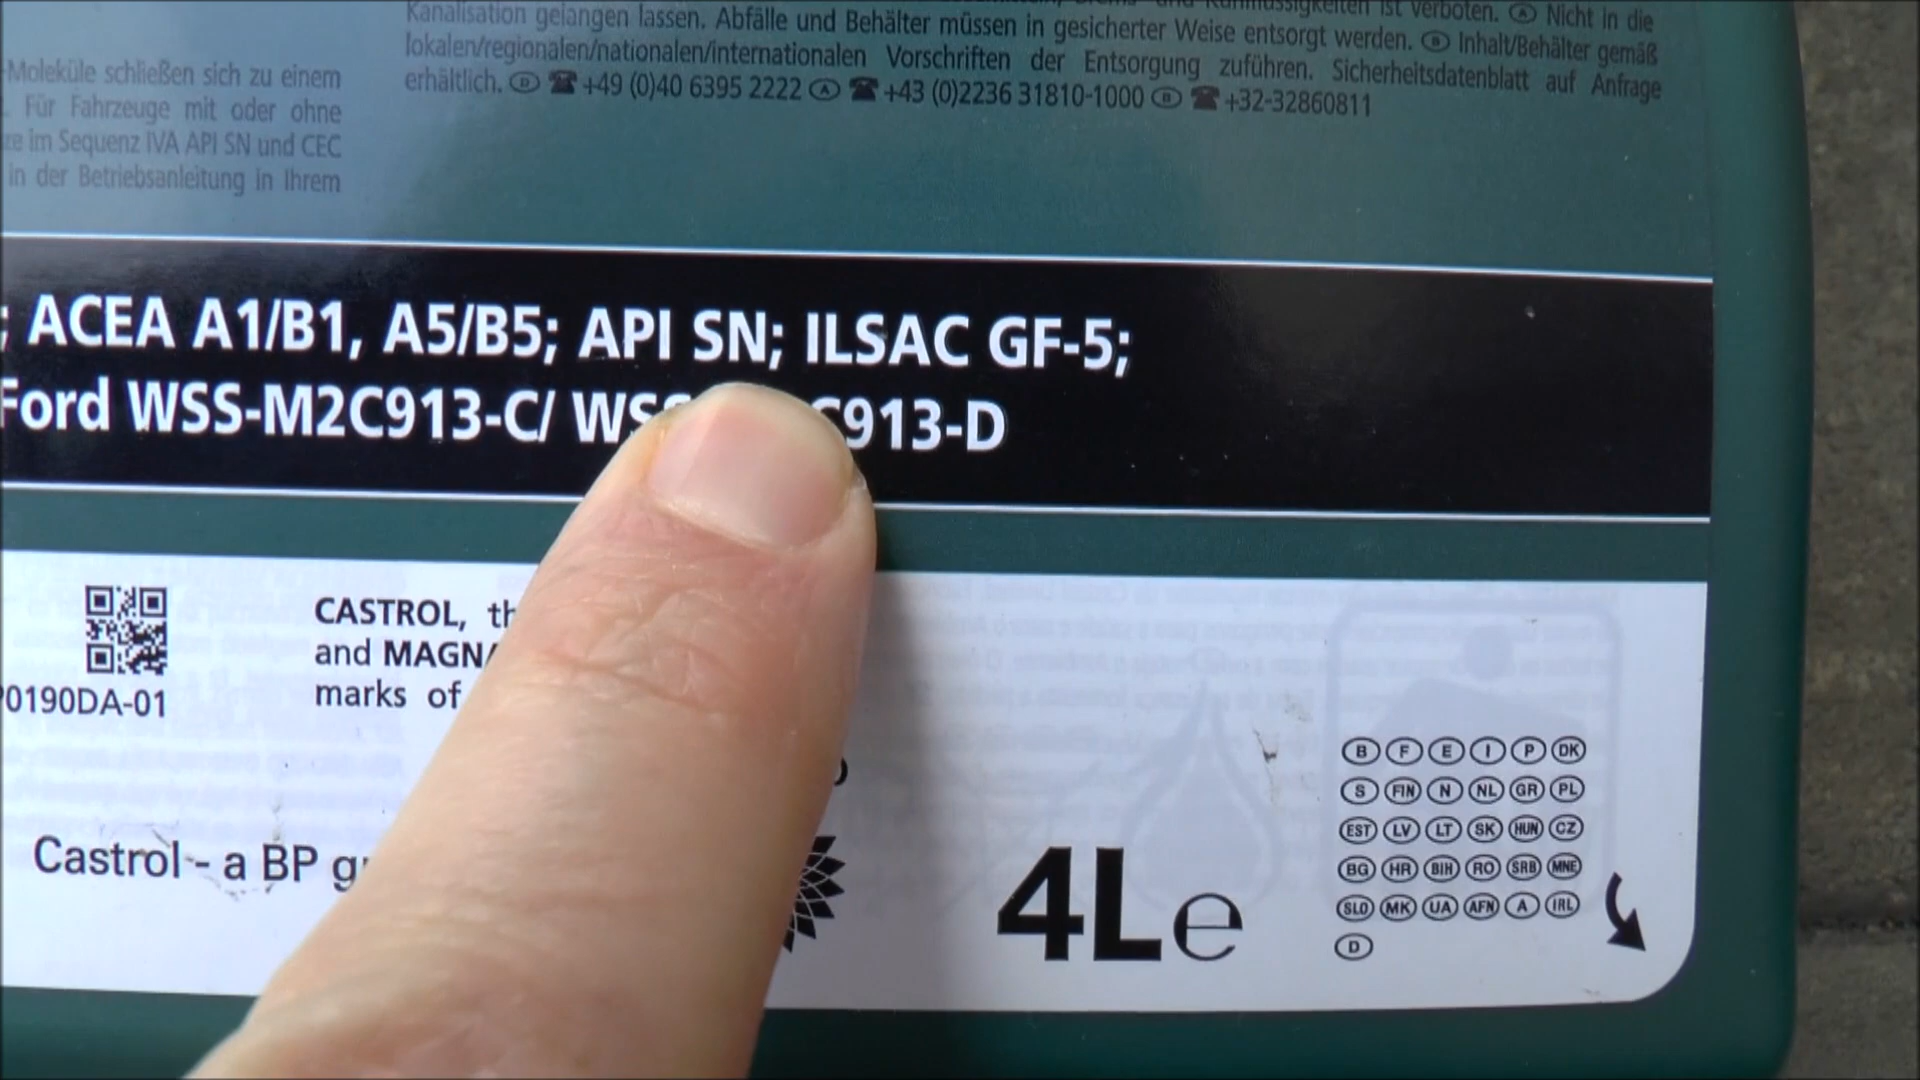 Kanalisation gelangen lassen. Abfälle und Behälter müssen in gesicherter Weise entsorgt werden. A Nicht in die
lokalen/regionalen/nationalen/internationalen Vorschriften der Entsorgung zuführen. B Inhalt/Behälter gemäß
erhältlich. D ☎ +49 (0)40 6395 2222 A ☎ +43 (0)2236 31810-1000 B ☎ +32-32860811 Sicherheitsdatenblatt auf Anfrage
-Moleküle schließen sich zu einem
Für Fahrzeuge mit oder ohne
im Sequenz IVA API SN und CEC
in der Betriebsanleitung in Ihrem
; ACEA A1/B1, A5/B5; API SN; ILSAC GF-5;
Ford WSS-M2C913-C/ C913-D
0190DA-01
CASTROL,
and
marks of
Castrol - a BP
4L e
B F E I P DK
S FIN N NL GR PL
EST LV LT SK HUN CZ
BG HR BIH RO SRB MNE
SLO MK UA AFN A IRL
D